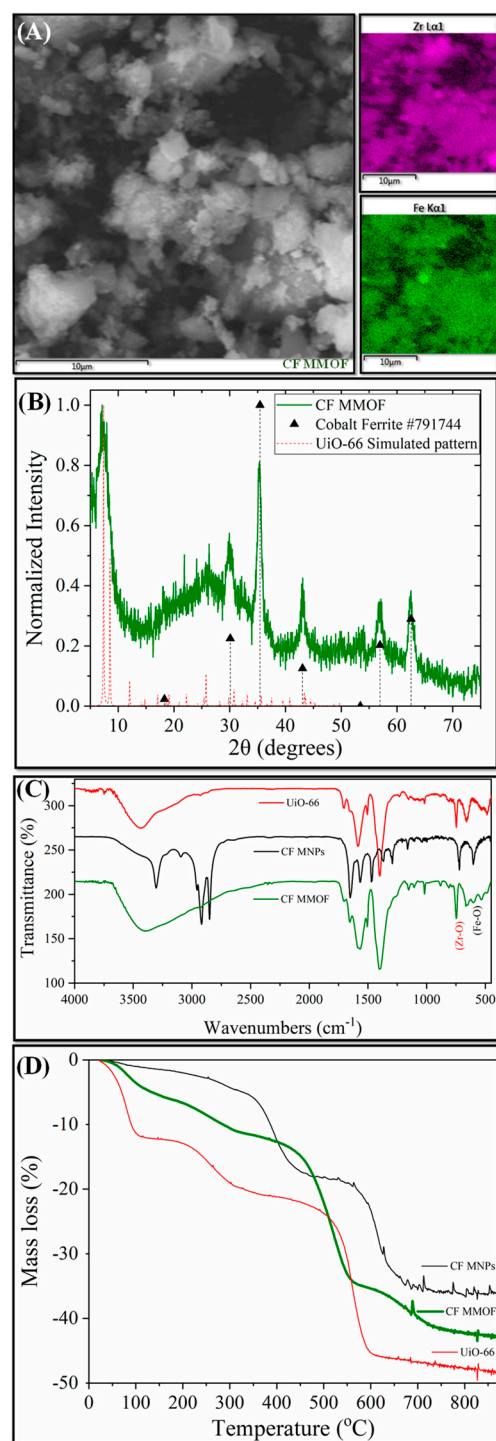 (A)
10μm
CF MMOF
Zr Lα1
10μm
Fe Kα1
10μm
(B)
CF MMOF
Cobalt Ferrite #791744
UiO-66 Simulated pattern
Normalized Intensity
1.0
0.8
0.6
0.4
0.2
0.0
10 20 30 40 50 60 70
2θ (degrees)
(C)
Transmittance (%)
300
250
200
150
100
UiO-66
CF MNPs
CF MMOF
(Zr-O)
(Fe-O)
4000 3500 3000 2500 2000 1500 1000 500
Wavenumbers (cm-1)
(D)
Mass loss (%)
0
-10
-20
-30
-40
-50
CF MNPs
CF MMOF
UiO-66
0 100 200 300 400 500 600 700 800
Temperature (oC)